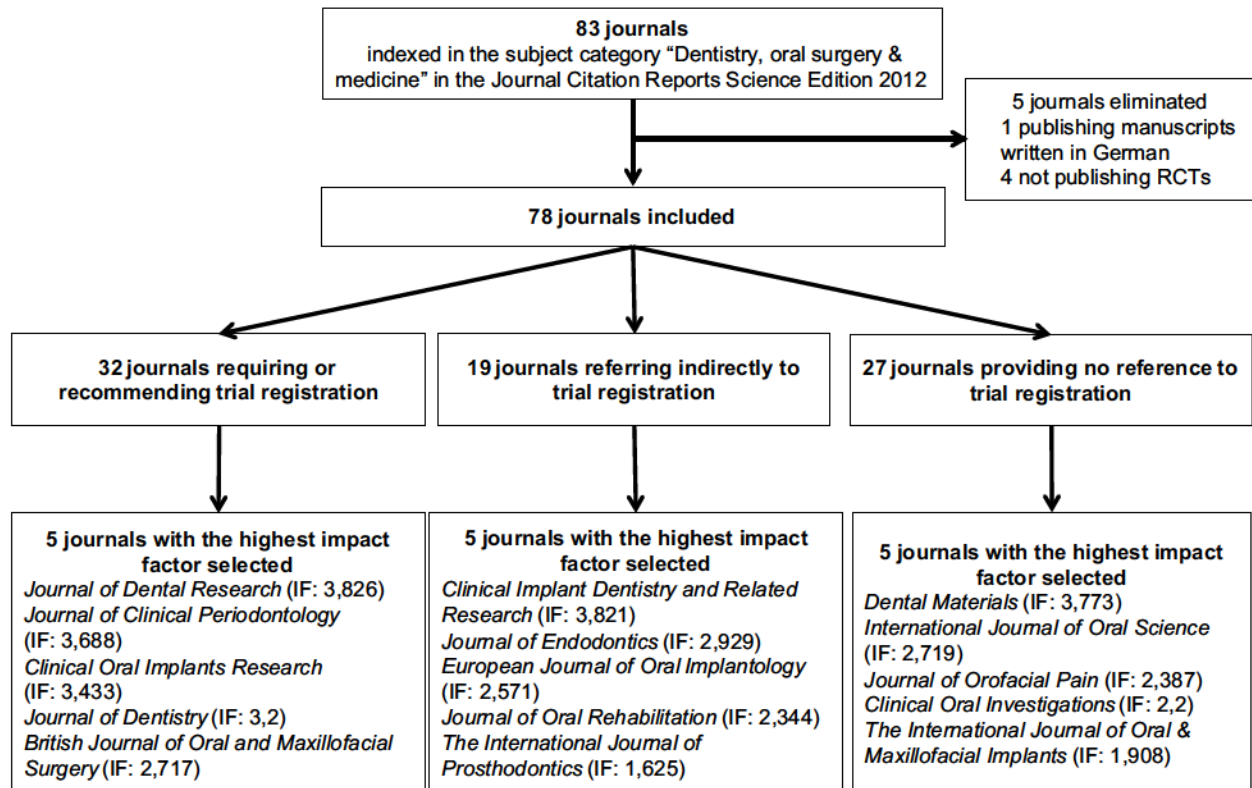 83 journals
indexed in the subject category “Dentistry, oral surgery &
medicine” in the Journal Citation Reports Science Edition 2012
5 journals eliminated
1 publishing manuscripts
written in German
4 not publishing RCTs
78 journals included
32 journals requiring or
recommending trial registration
19 journals referring indirectly to
trial registration
27 journals providing no reference to
trial registration
5 journals with the highest impact
factor selected
Journal of Dental Research (IF: 3,826)
Journal of Clinical Periodontology
(IF: 3,688)
Clinical Oral Implants Research
(IF: 3,433)
Journal of Dentistry (IF: 3,2)
British Journal of Oral and Maxillofacial
Surgery (IF: 2,717)
5 journals with the highest impact
factor selected
Clinical Implant Dentistry and Related
Research (IF: 3,821)
Journal of Endodontics (IF: 2,929)
European Journal of Oral Implantology
(IF: 2,571)
Journal of Oral Rehabilitation (IF: 2,344)
The International Journal of
Prosthodontics (IF: 1,625)
5 journals with the highest impact
factor selected
Dental Materials (IF: 3,773)
International Journal of Oral Science
(IF: 2,719)
Journal of Orofacial Pain (IF: 2,387)
Clinical Oral Investigations (IF: 2,2)
The International Journal of Oral &
Maxillofacial Implants (IF: 1,908)